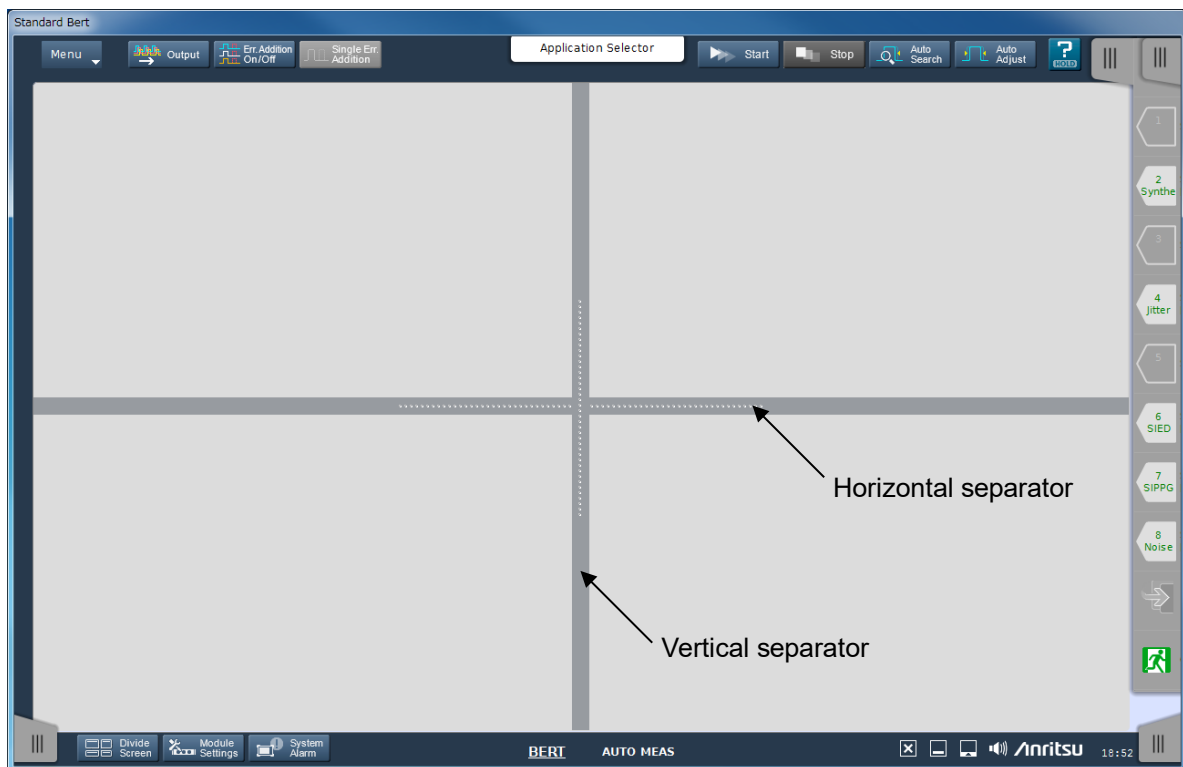 Standard Bert
Menu
Output
Err.Addition
On/Off
Single Err.
Addition
Application Selector
Start
Stop
Auto
Search
Auto
Adjust
?
HOLD
1
2
Synthe
3
4
Jitter
5
6
SIED
7
SIPPG
8
Noise
Horizontal separator
Vertical separator
Divide
Screen
Module
Settings
System
Alarm
BERT
AUTO MEAS
Anritsu
18:52